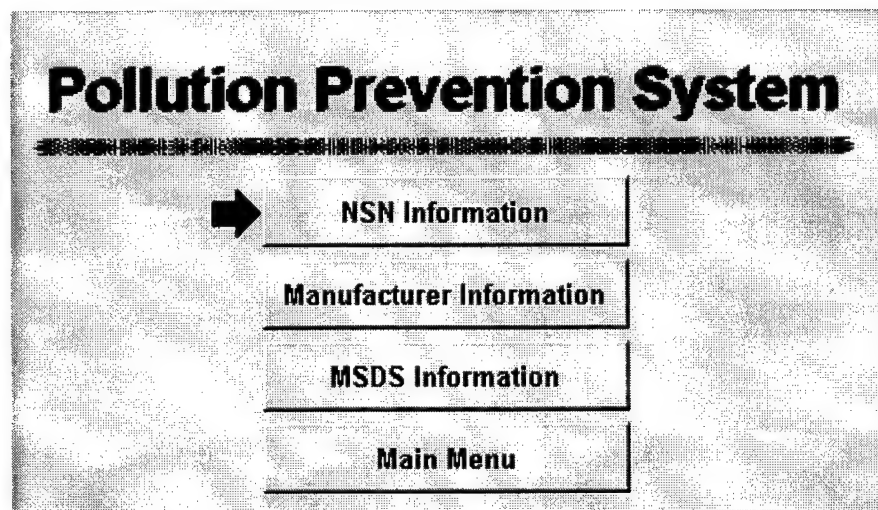 Pollution Prevention System
NSN Information
Manufacturer Information
MSDS Information
Main Menu